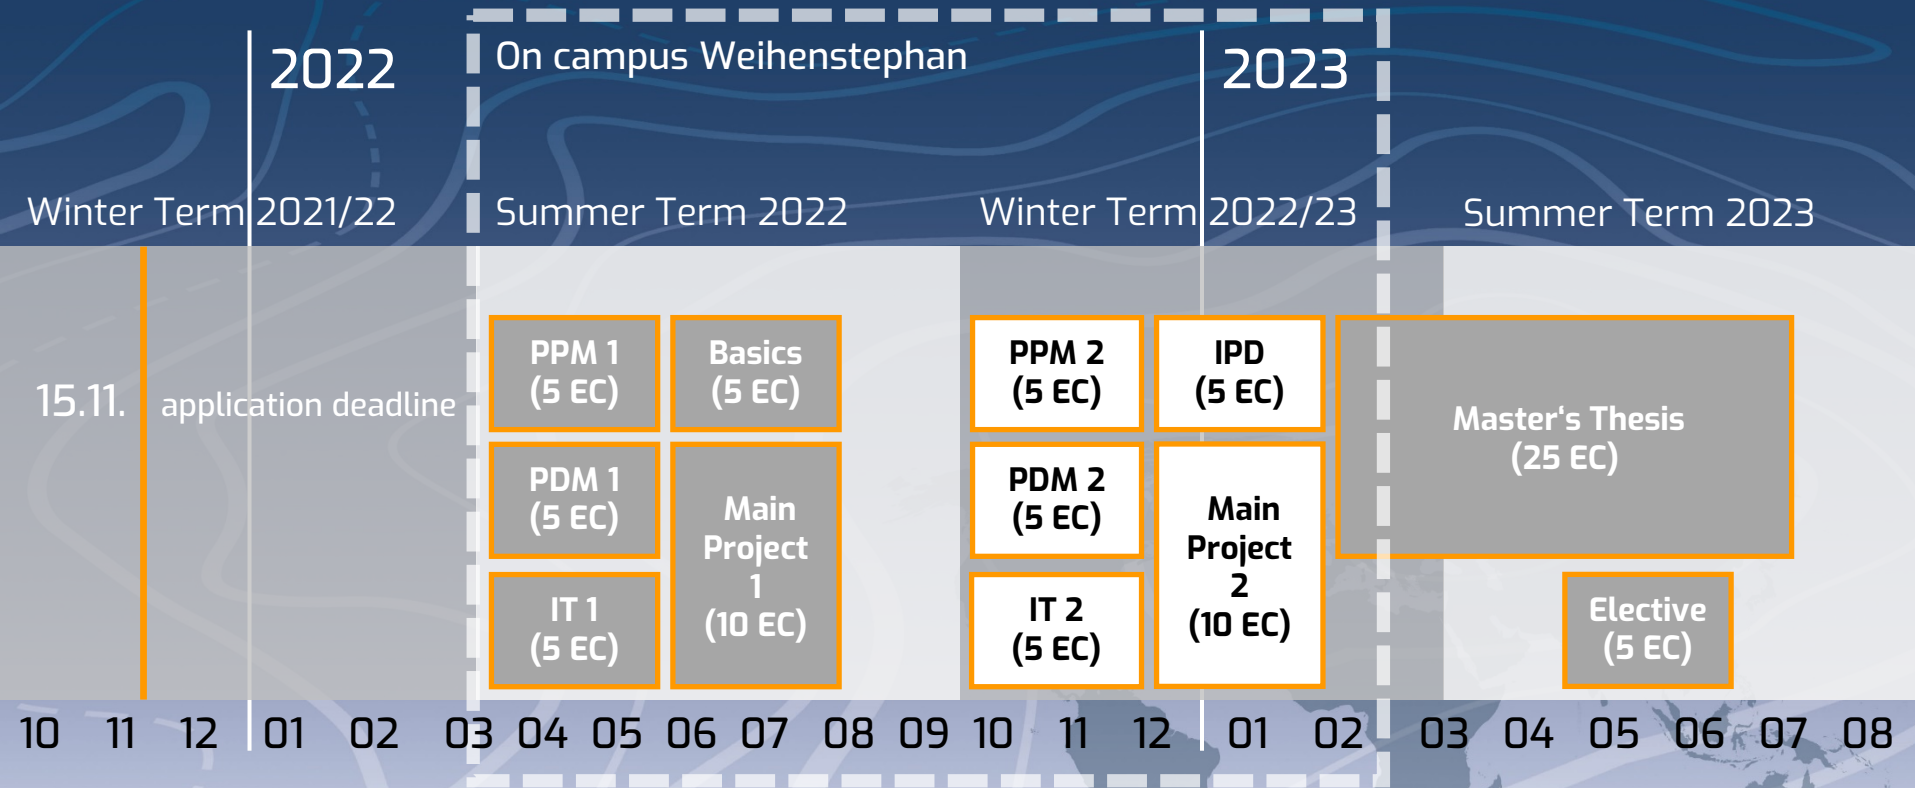 2022
On campus Weihenstephan
2023
Winter Term 2021/22
Summer Term 2022
Winter Term 2022/23
Summer Term 2023
15.11.
application deadline
PPM 1
(5 EC)
Basics
(5 EC)
PDM 1
(5 EC)
Main
Project
1
(10 EC)
IT 1
(5 EC)
PPM 2
(5 EC)
IPD
(5 EC)
PDM 2
(5 EC)
Main
Project
2
(10 EC)
IT 2
(5 EC)
Master‘s Thesis
(25 EC)
Elective
(5 EC)
10 11 12 01 02 03 04 05 06 07 08 09 10 11 12 01 02 03 04 05 06 07 08